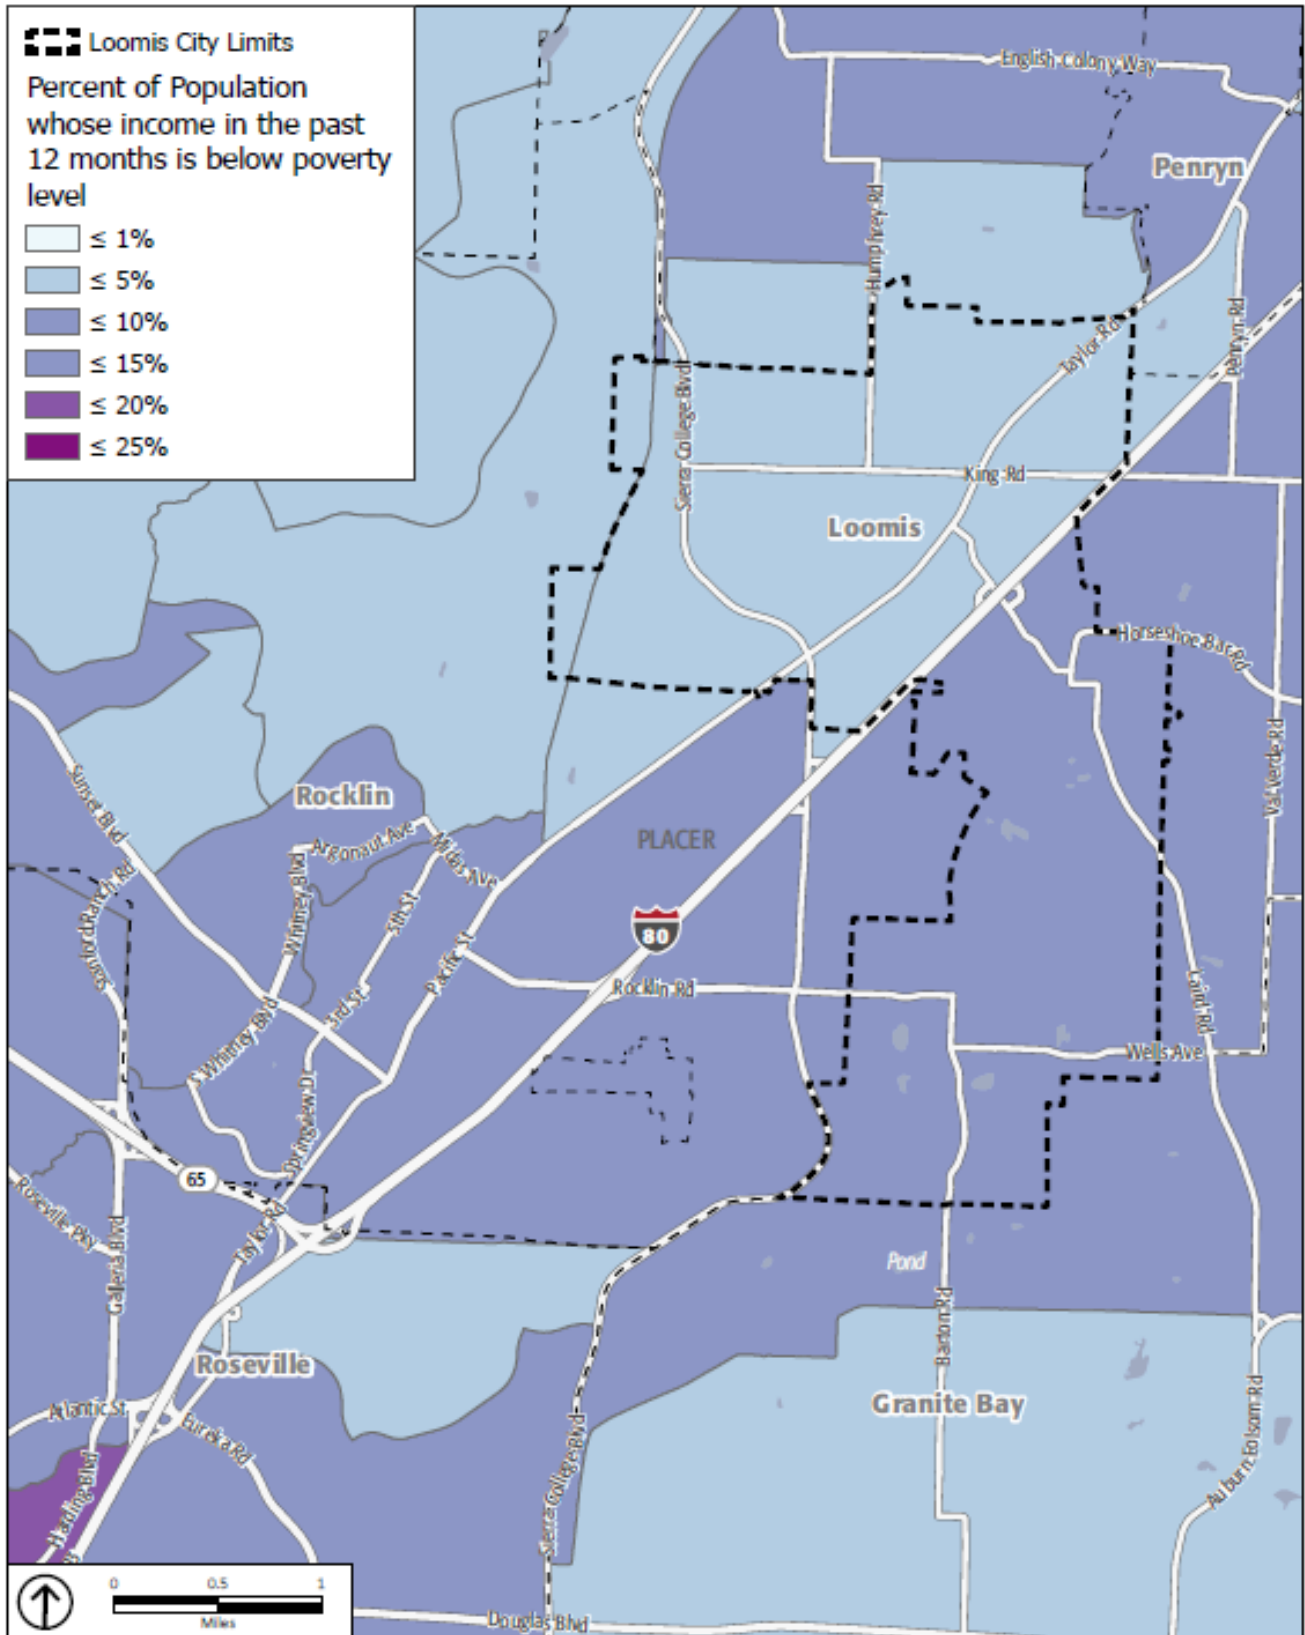 Loomis City Limits
Percent of Population
whose income in the past
12 months is below poverty
level
≤ 1%
≤ 5%
≤ 10%
≤ 15%
≤ 20%
≤ 25%
English Colony Way
Penryn
Humphrey Rd
Taylor Rd
Penryn Rd
Sierra College Blvd
King Rd
Loomis
Horseshoe Bar Rd
Val Verde Rd
Rocklin
Sunset Blvd
Argonaut Ave
Midas Ave
PLACER
Whitney Blvd
5th St
80
Pacific St
Rocklin Rd
3rd St
Laird Rd
S Whitney Blvd
Wells Ave
Springview Dr
65
Roseville Pky
Galleria Blvd
Taylor Rd
Pond
Barton Rd
Roseville
Granite Bay
Atlantic St
Eureka Rd
Harding Blvd
Sierra College Blvd
Auburn Folsom Rd
0 0.5 1
Miles
Douglas Blvd